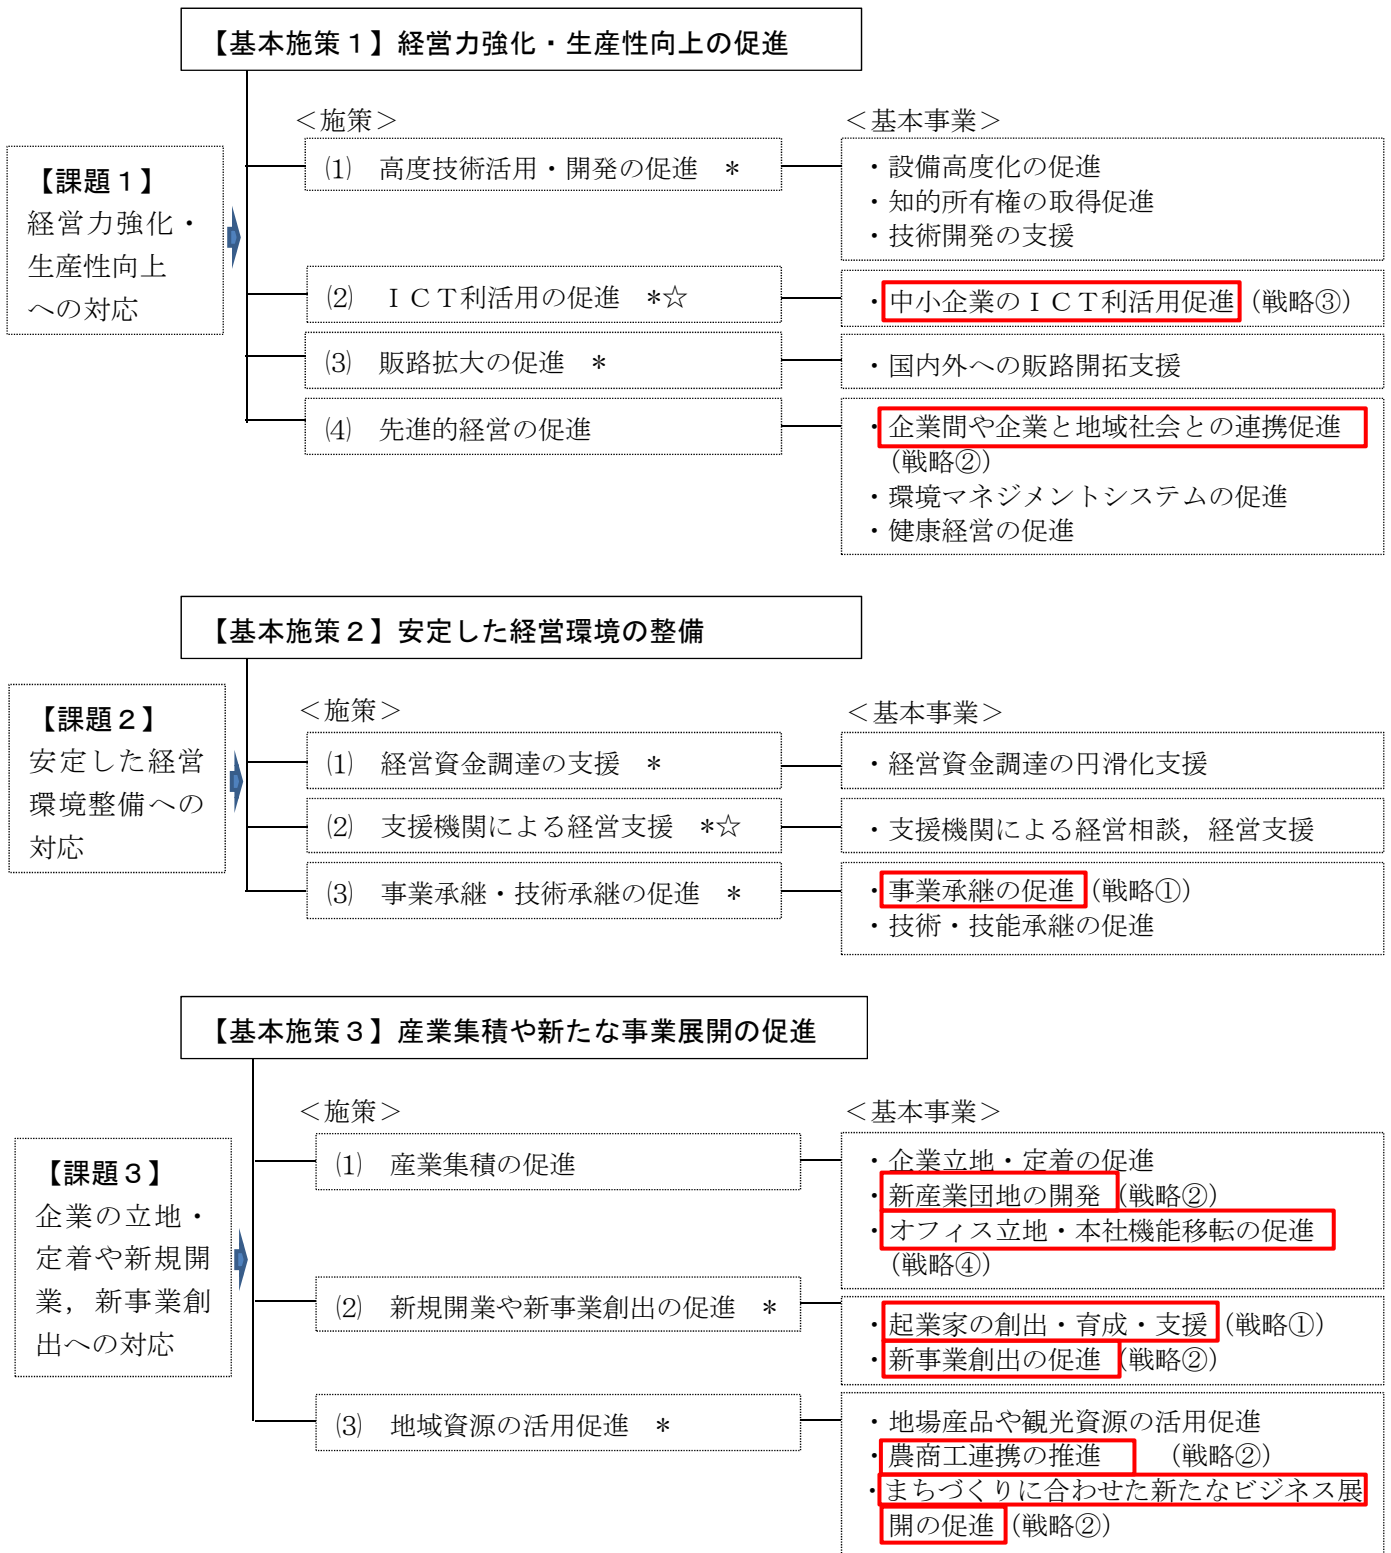 【基本施策１】経営力強化・生産性向上の促進
＜施策＞
＜基本事業＞
【課題１】
経営力強化・
生産性向上
への対応
⑴　高度技術活用・開発の促進　＊
・設備高度化の促進
・知的所有権の取得促進
・技術開発の支援
⑵　ＩＣＴ利活用の促進　＊☆
・中小企業のＩＣＴ利活用促進（戦略③）
⑶　販路拡大の促進　＊
・国内外への販路開拓支援
⑷　先進的経営の促進
・企業間や企業と地域社会との連携促進
（戦略②）
・環境マネジメントシステムの促進
・健康経営の促進
【基本施策２】安定した経営環境の整備
＜施策＞
＜基本事業＞
【課題２】
安定した経営
環境整備への
対応
⑴　経営資金調達の支援　＊
・経営資金調達の円滑化支援
⑵　支援機関による経営支援　＊☆
・支援機関による経営相談，経営支援
⑶　事業承継・技術承継の促進　＊
・事業承継の促進（戦略①）
・技術・技能承継の促進
【基本施策３】産業集積や新たな事業展開の促進
＜施策＞
＜基本事業＞
【課題３】
企業の立地・
定着や新規開
業，新事業創
出への対応
⑴　産業集積の促進
・企業立地・定着の促進
・新産業団地の開発（戦略②）
・オフィス立地・本社機能移転の促進
（戦略④）
⑵　新規開業や新事業創出の促進　＊
・起業家の創出・育成・支援（戦略①）
・新事業創出の促進（戦略②）
⑶　地域資源の活用促進　＊
・地場産品や観光資源の活用促進
・農商工連携の推進　（戦略②）
・まちづくりに合わせた新たなビジネス展
開の促進（戦略②）